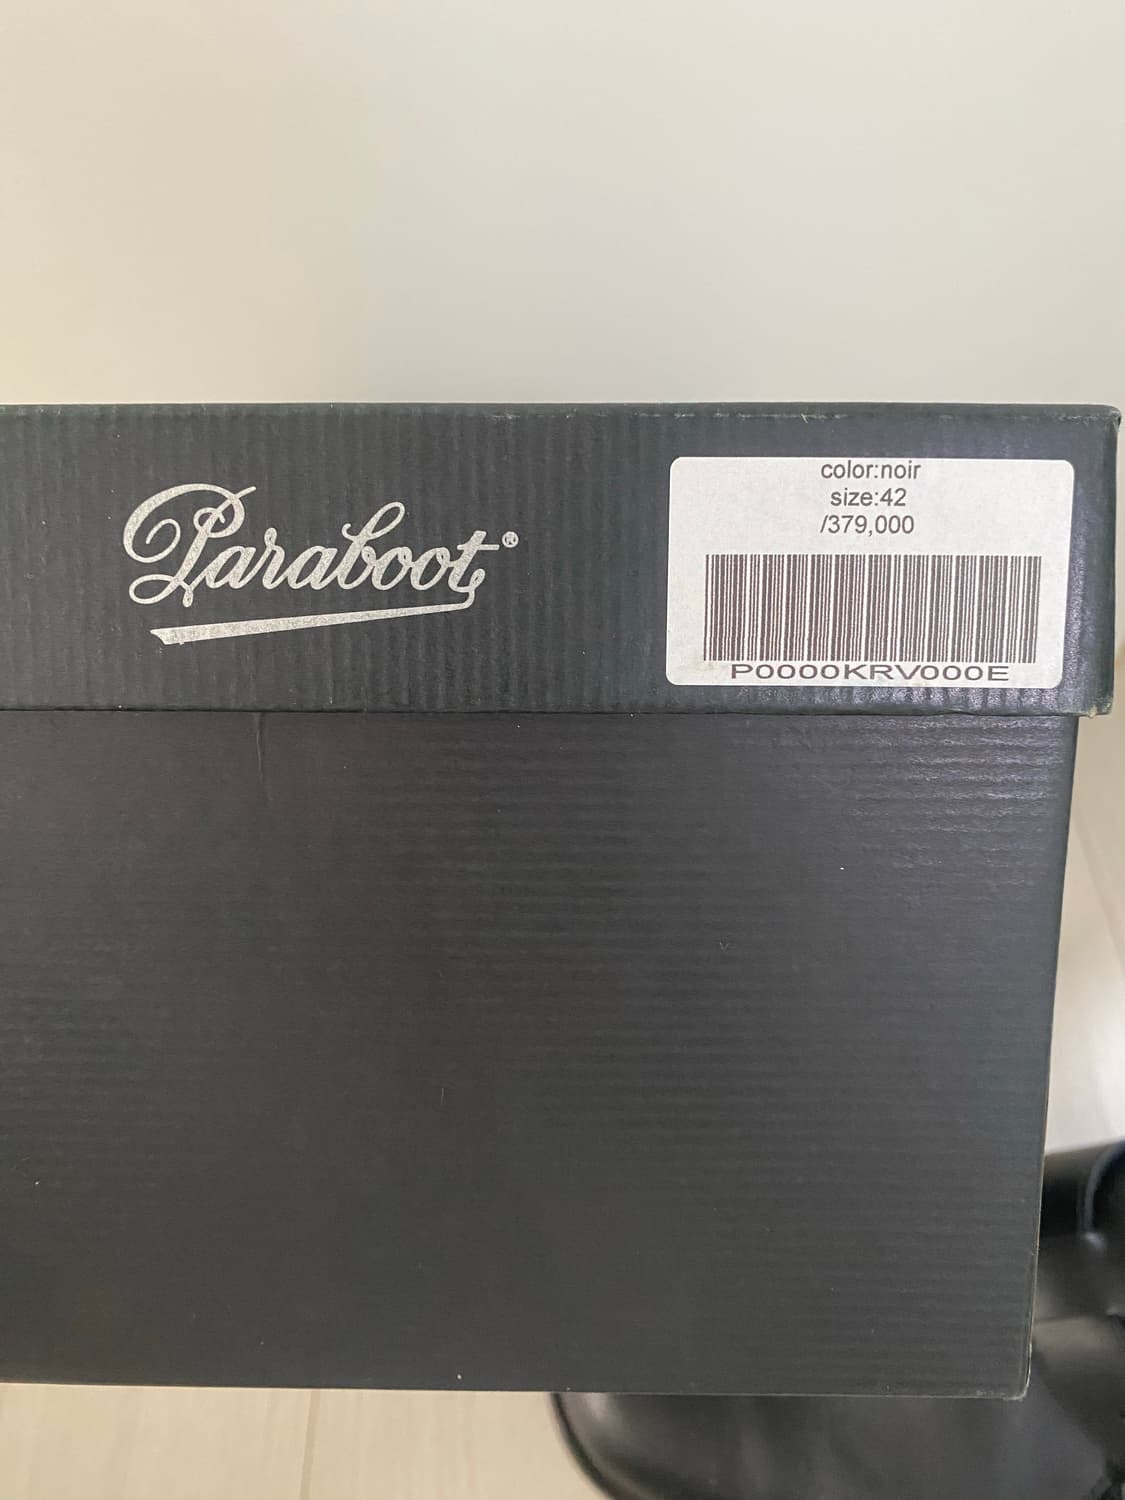 Paraboot®
color:noir
size:42
/379,000
P0000KRV000E